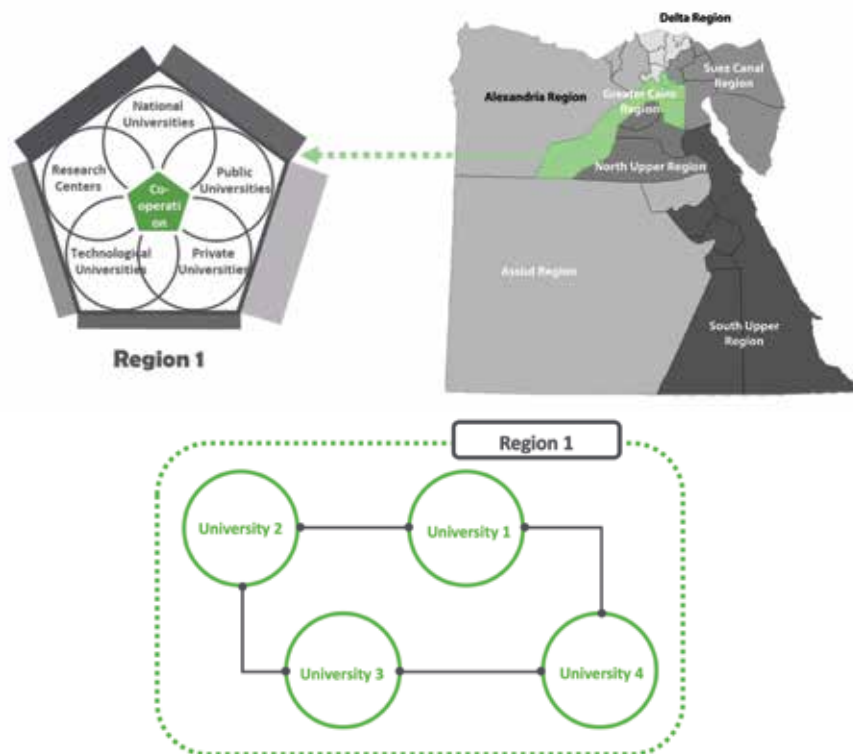 National
Universities
Research
Centers
Public
Universities
Co-
operati
on
Technological
Universities
Private
Universities
Region 1
Delta Region
Suez Canal
Region
Alexandria Region
Greater Cairo
Region
North Upper Region
Assiut Region
South Upper
Region
Region 1
University 2
University 1
University 3
University 4